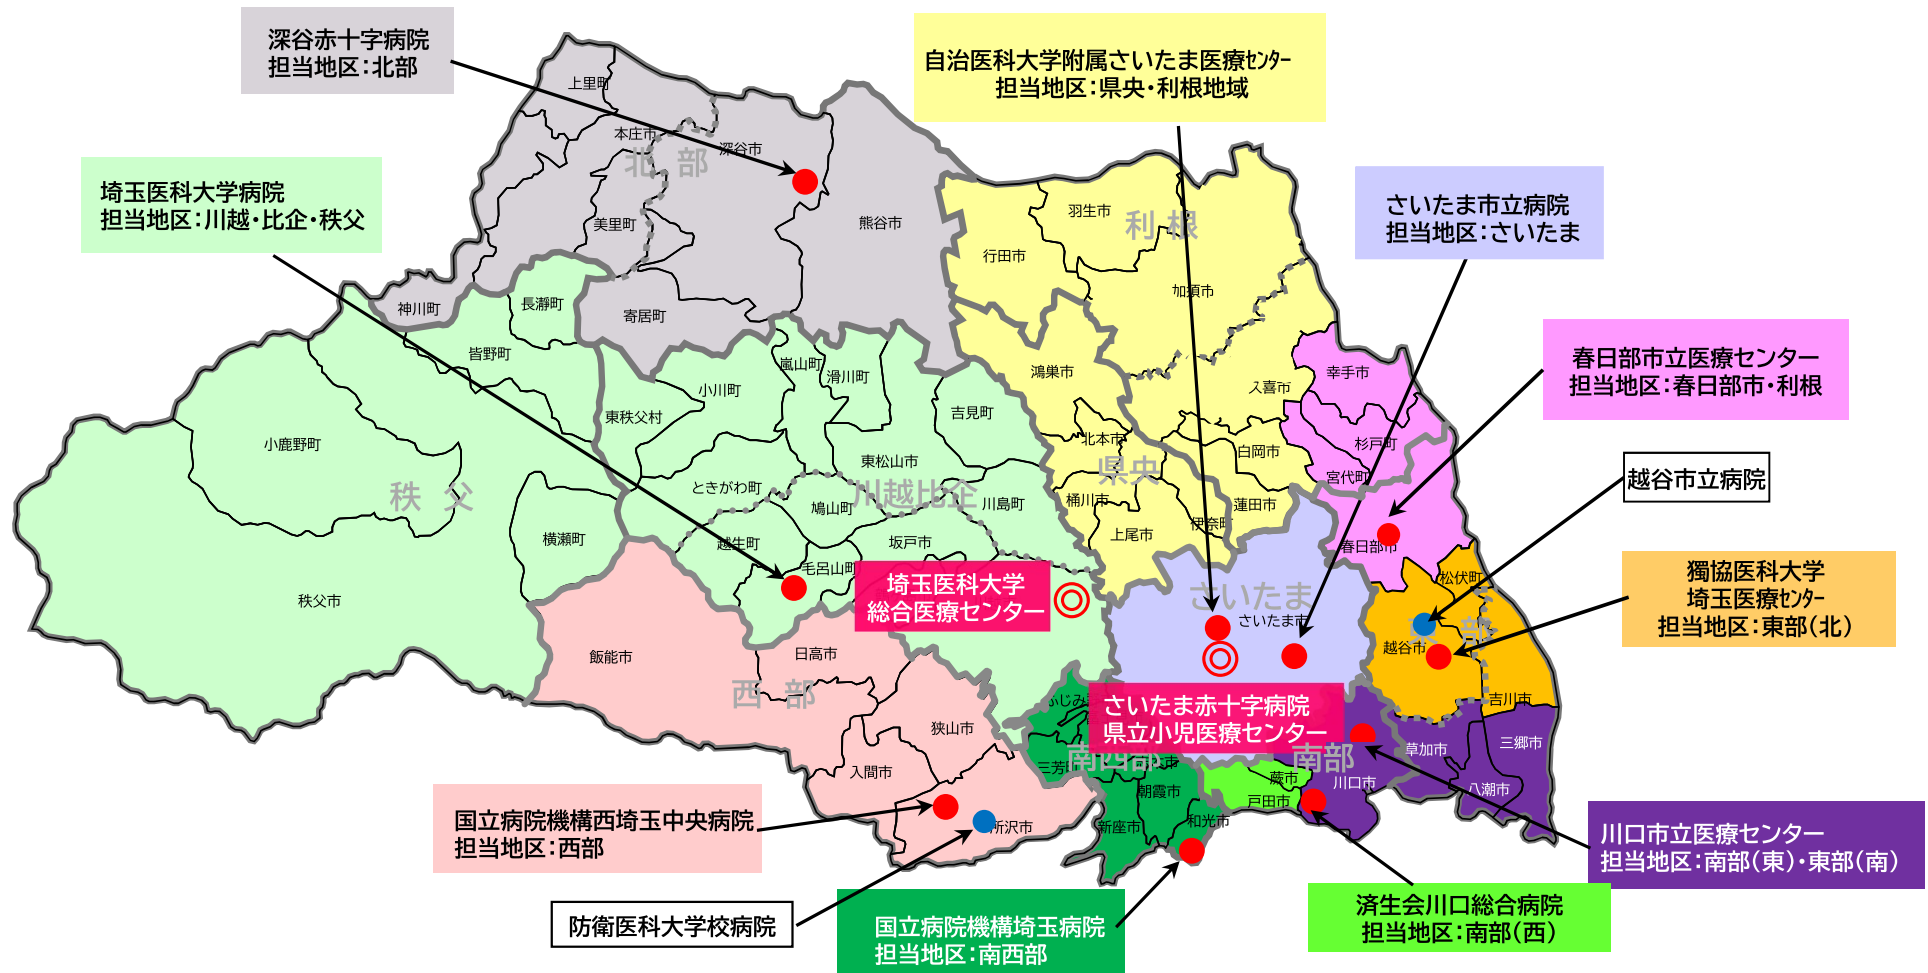 深谷赤十字病院
担当地区：北部
自治医科大学附属さいたま医療ｾﾝﾀｰ
担当地区：県央・利根地域
埼玉医科大学病院
担当地区：川越・比企・秩父
さいたま市立病院
担当地区：さいたま
春日部市立医療センター
担当地区：春日部市・利根
越谷市立病院
獨協医科大学
埼玉医療ｾﾝﾀｰ
担当地区：東部（北）
川口市立医療センター
担当地区：南部（東）・東部（南）
済生会川口総合病院
担当地区：南部（西）
国立病院機構埼玉病院
担当地区：南西部
防衛医科大学校病院
国立病院機構西埼玉中央病院
担当地区：西部
埼玉医科大学
総合医療センター
さいたま赤十字病院
県立小児医療センター
北 部
利 根
秩 父
川越比企
県央
さいたま
西 部
南西部
南部
部
上里町
本庄市
深谷市
美里町
熊谷市
神川町
長瀞町
寄居町
皆野町
羽生市
行田市
加須市
鴻巣市
久喜市
幸手市
杉戸町
宮代町
白岡市
蓮田市
北本市
桶川市
伊奈町
上尾市
嵐山町
滑川町
小川町
東秩父村
吉見町
東松山市
ときがわ町
鳩山町
川島町
越生町
坂戸市
毛呂山町
小鹿野町
横瀬町
秩父市
飯能市
日高市
狭山市
入間市
所沢市
さいたま市
春日部市
松伏町
越谷市
吉川市
草加市
三郷市
八潮市
川口市
蕨市
戸田市
朝霞市
新座市
和光市
三芳